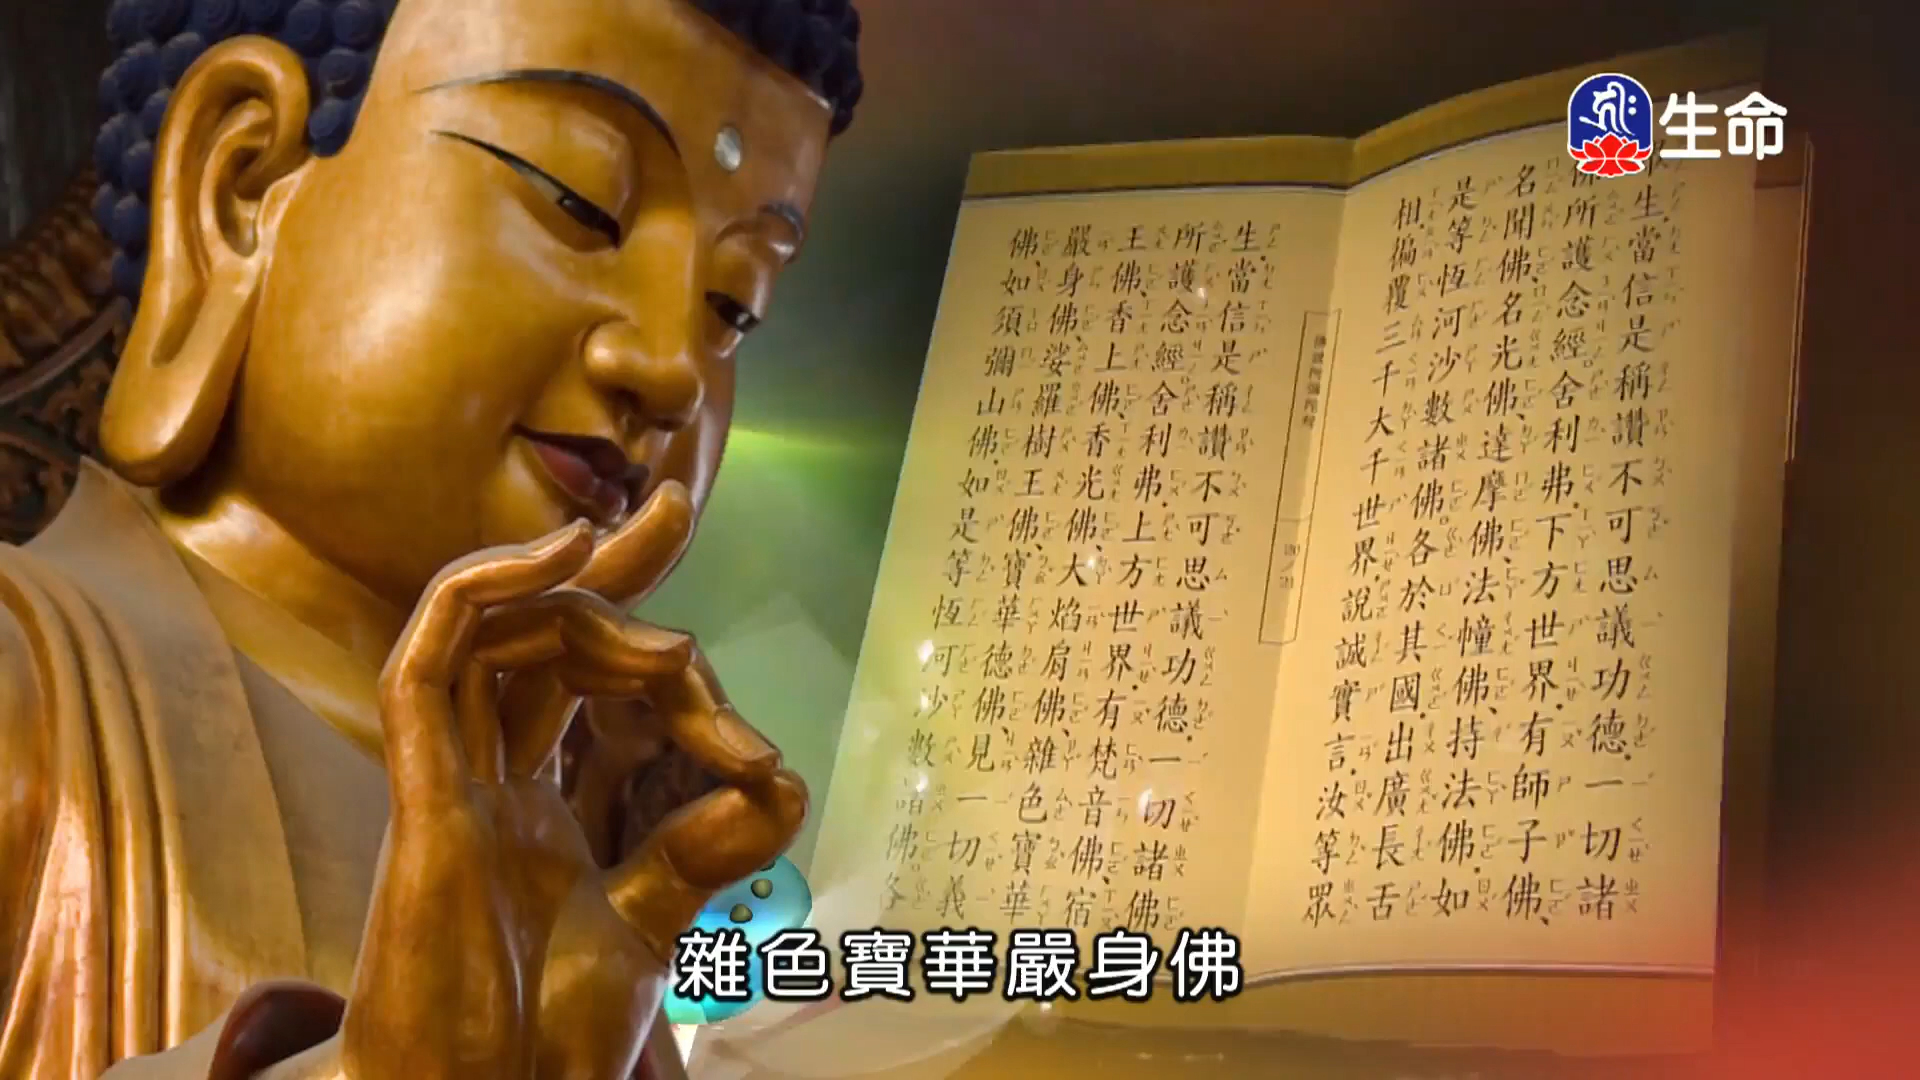 生命
生，當信是稱讚不可思議功德，一切諸
佛所護念經。舍利弗，下方世界，有師子佛、
名聞佛、名光佛、達摩佛、法幢佛、持法佛，如
是等恆河沙數諸佛，各於其國，出廣長舌
相，徧覆三千大千世界，說誠實言，汝等眾
生，當信是稱讚不可思議功德，一切諸佛
所護念經。舍利弗，上方世界，有梵音佛、宿
王佛、香上佛、香光佛、大焰肩佛、雜色寶華
嚴身佛、娑羅樹王佛、寶華德佛、見一切義
佛、如須彌山佛，如是等恆河沙數諸佛各
雜色寶華嚴身佛